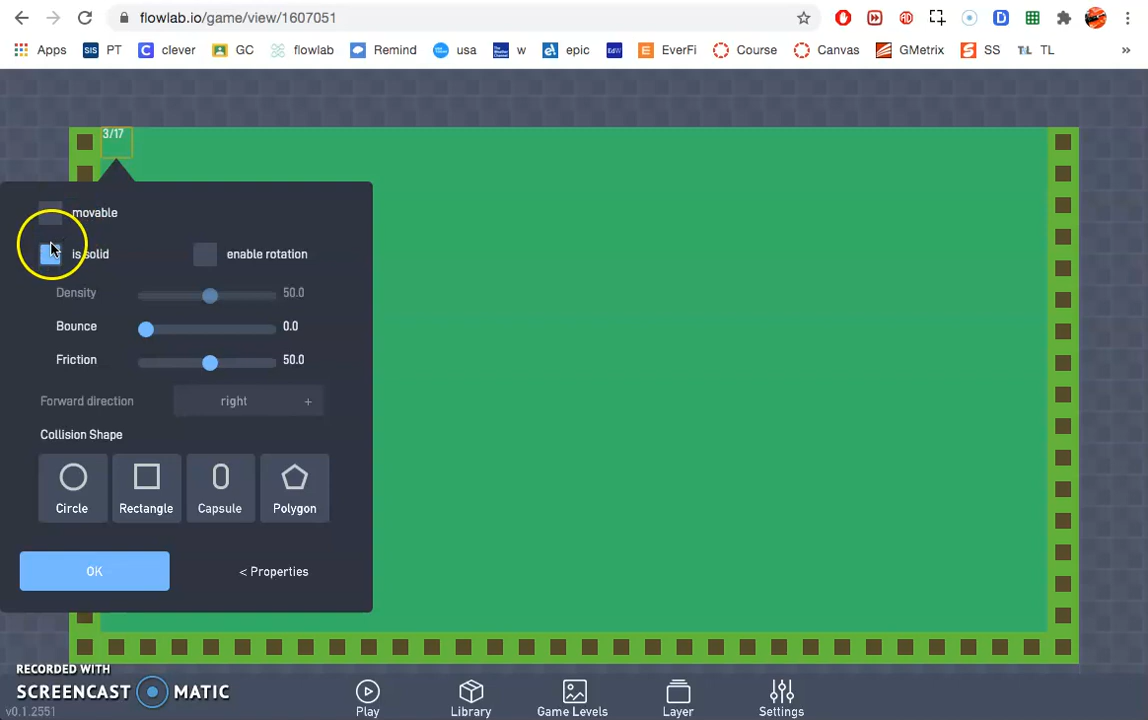 flowlab.io/game/view/1607051
Apps PT clever GC flowlab Remind usa w epic EverFi Course Canvas GMetrix SS TL »
3/17
movable
is solid enable rotation
Density 50.0
Bounce 0.0
Friction 50.0
Forward direction right +
Collision Shape
Circle Rectangle Capsule Polygon
OK < Properties
RECORDED WITH
SCREENCAST MATIC
v0.1.2551
Play Library Game Levels Layer Settings